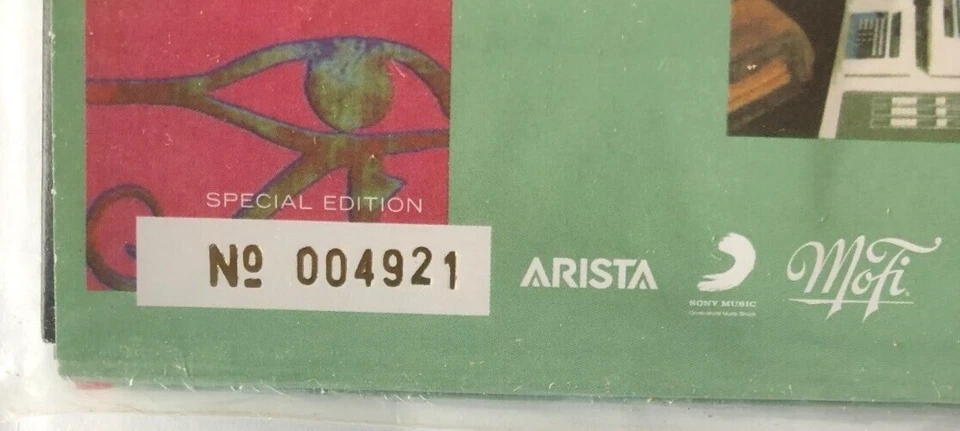 SPECIAL EDITION
Nº 004921
ARISTA
SONY MUSIC
MoFi